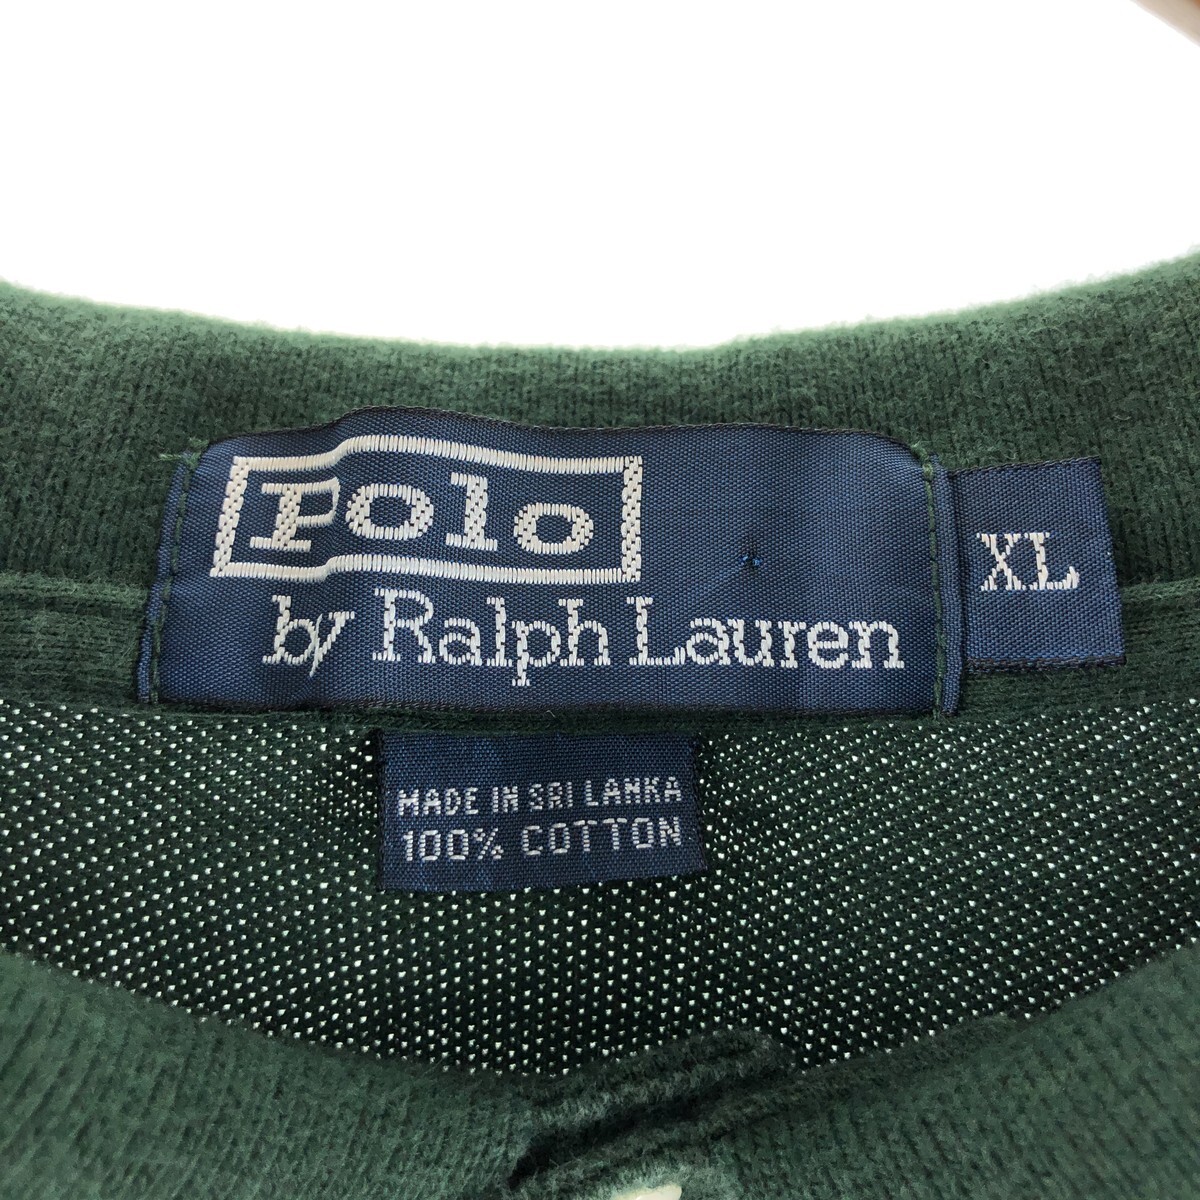 Polo
by Ralph Lauren
XL
MADE IN SRI LANKA
100% COTTON